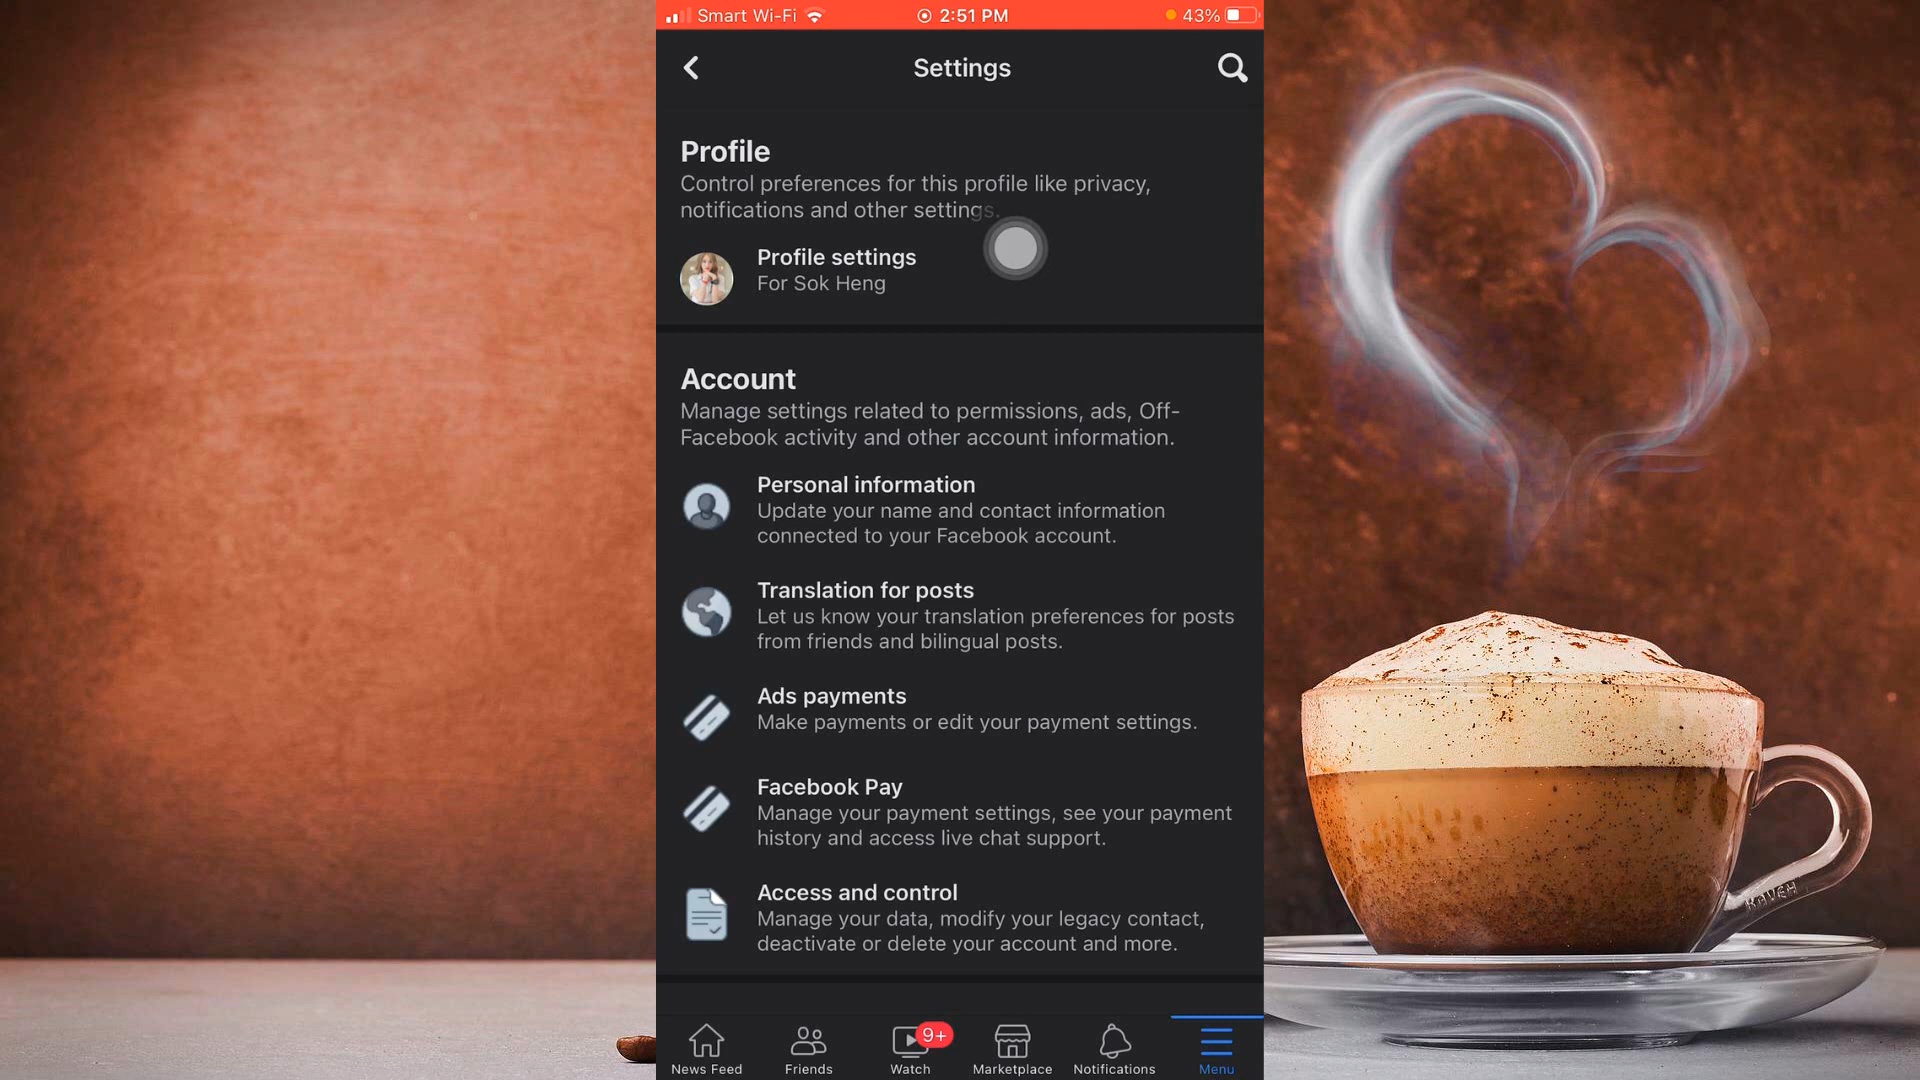 Smart Wi-Fi 2:51 PM 43%
Settings
Profile
Control preferences for this profile like privacy,
notifications and other settings.
Profile settings
For Sok Heng
Account
Manage settings related to permissions, ads, Off-
Facebook activity and other account information.
Personal information
Update your name and contact information
connected to your Facebook account.
Translation for posts
Let us know your translation preferences for posts
from friends and bilingual posts.
Ads payments
Make payments or edit your payment settings.
Facebook Pay
Manage your payment settings, see your payment
history and access live chat support.
Access and control
Manage your data, modify your legacy contact,
deactivate or delete your account and more.
9+
News Feed Friends Watch Marketplace Notifications Menu
KAVEH